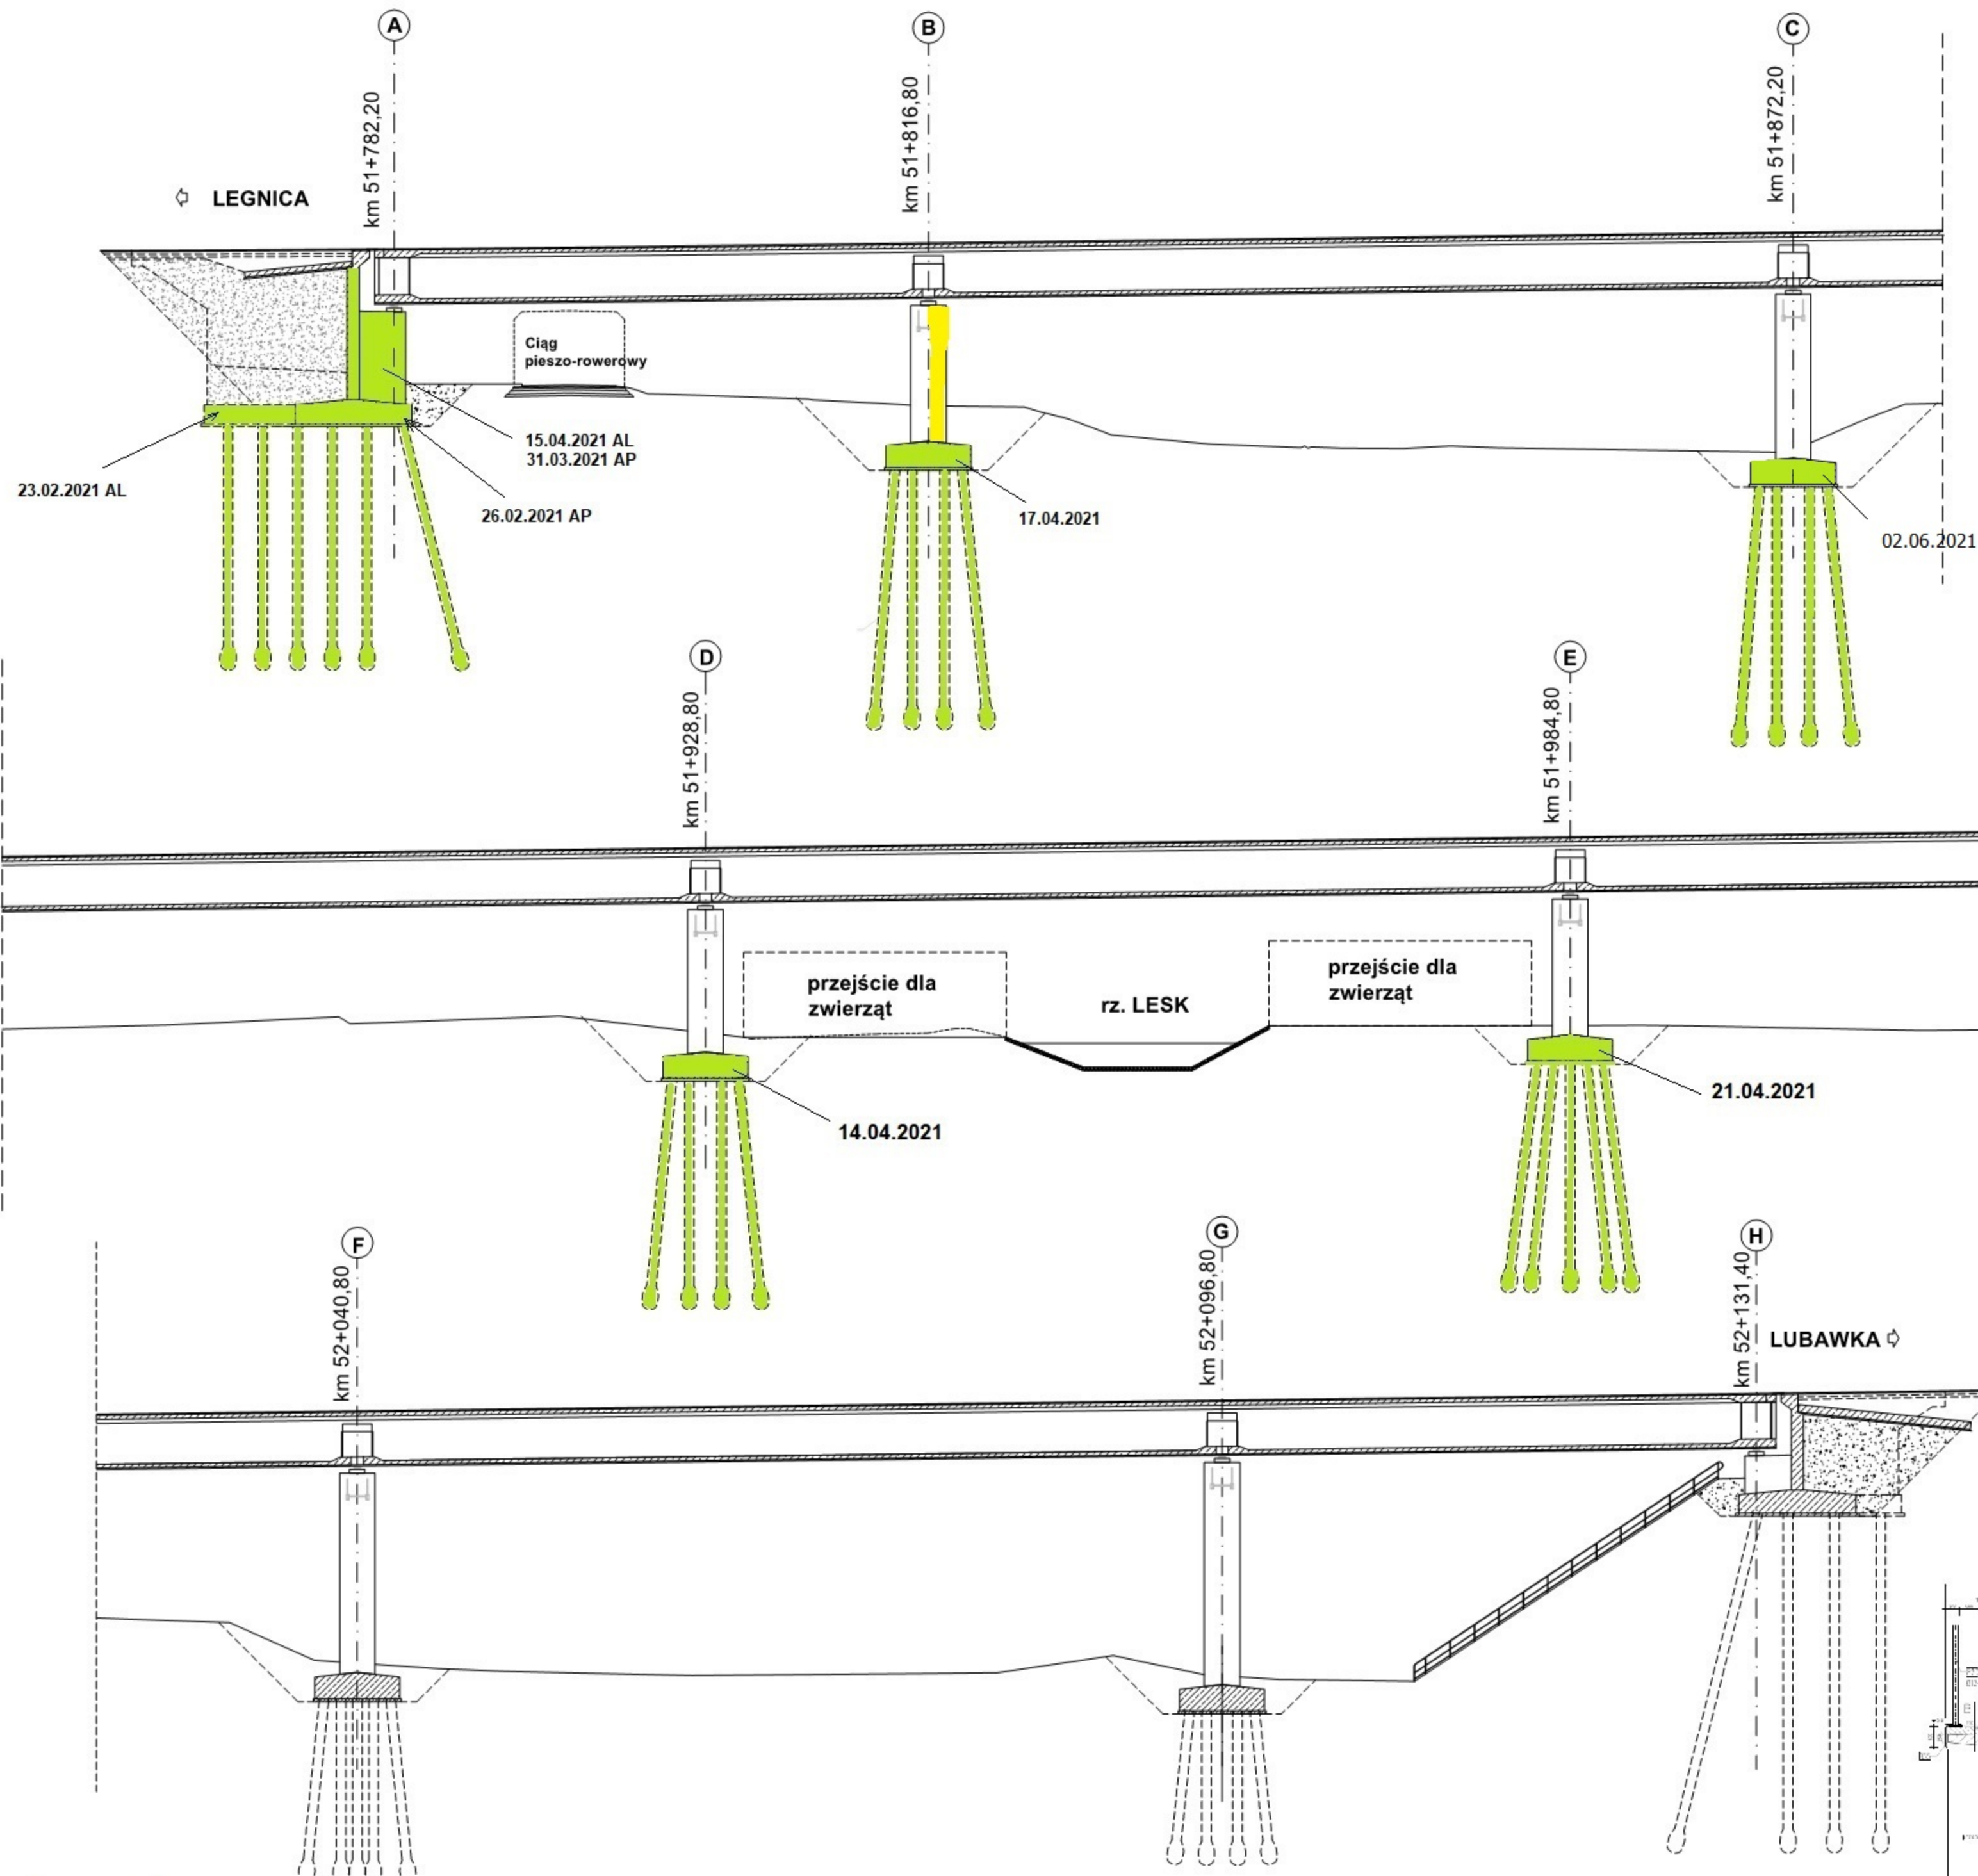 A
B
C
km 51+782,20
km 51+816,80
km 51+872,20
LEGNICA
Ciąg
pieszo-rowerowy
15.04.2021 AL
31.03.2021 AP
23.02.2021 AL
26.02.2021 AP
17.04.2021
02.06.2021
D
E
km 51+928,80
km 51+984,80
przejście dla
zwierząt
rz. LESK
przejście dla
zwierząt
14.04.2021
21.04.2021
F
G
H
km 52+040,80
km 52+096,80
km 52+131,40
LUBAWKA